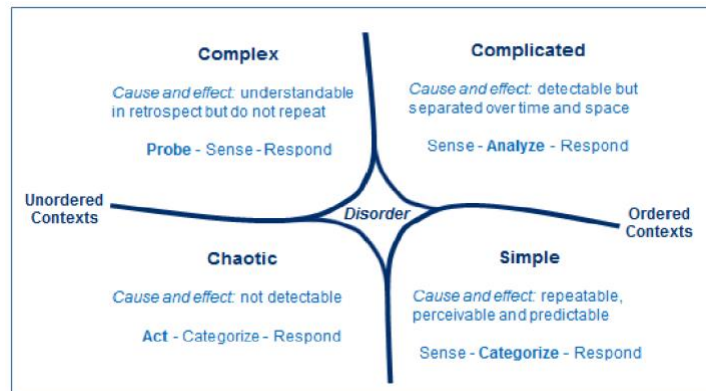 Complex
Cause and effect: understandable
in retrospect but do not repeat
Probe - Sense - Respond
Complicated
Cause and effect: detectable but
separated over time and space
Sense - Analyze - Respond
Unordered
Contexts
Disorder
Ordered
Contexts
Chaotic
Cause and effect: not detectable
Act - Categorize - Respond
Simple
Cause and effect: repeatable,
perceivable and predictable
Sense - Categorize - Respond